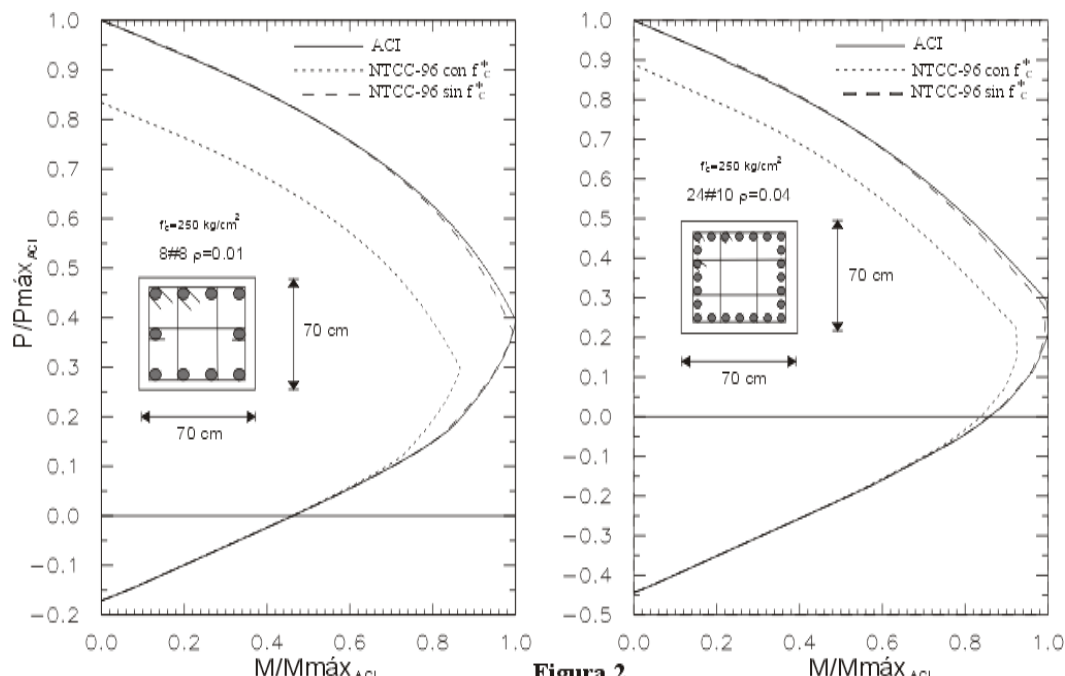 1.0
0.9
0.8
0.7
0.6
0.5
0.4
0.3
0.2
0.1
0.0
−0.1
−0.2
P/Pmáx ACI
ACI
NTCC-96 con f*c
NTCC-96 sin f*c
f'c=250 kg/cm²
8#8 ρ=0.01
70 cm
70 cm
0.0 0.2 0.4 0.6 0.8 1.0
M/Mmáx ACI
1.0
0.9
0.8
0.7
0.6
0.5
0.4
0.3
0.2
0.1
0.0
−0.1
−0.2
−0.3
−0.4
−0.5
ACI
NTCC-96 con f*c
NTCC-96 sin f*c
f'c=250 kg/cm²
24#10 ρ=0.04
70 cm
70 cm
0.0 0.2 0.4 0.6 0.8 1.0
M/Mmáx ACI
Figura 2